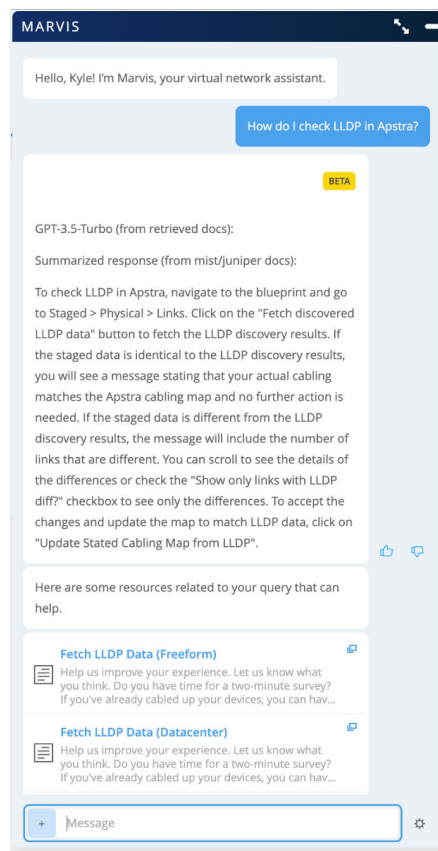 MARVIS
Hello, Kyle! I'm Marvis, your virtual network assistant.
How do I check LLDP in Apstra?
BETA
GPT-3.5-Turbo (from retrieved docs):
Summarized response (from mist/juniper docs):
To check LLDP in Apstra, navigate to the blueprint and go
to Staged > Physical > Links. Click on the "Fetch discovered
LLDP data" button to fetch the LLDP discovery results. If
the staged data is identical to the LLDP discovery results,
you will see a message stating that your actual cabling
matches the Apstra cabling map and no further action is
needed. If the staged data is different from the LLDP
discovery results, the message will include the number of
links that are different. You can scroll to see the details of
the differences or check the "Show only links with LLDP
diff?" checkbox to see only the differences. To accept the
changes and update the map to match LLDP data, click on
"Update Stated Cabling Map from LLDP".
Here are some resources related to your query that can
help.
Fetch LLDP Data (Freeform)
Help us improve your experience. Let us know what
you think. Do you have time for a two-minute survey?
If you've already cabled up your devices, you can hav...
Fetch LLDP Data (Datacenter)
Help us improve your experience. Let us know what
you think. Do you have time for a two-minute survey?
If you've already cabled up your devices, you can hav...
+ Message